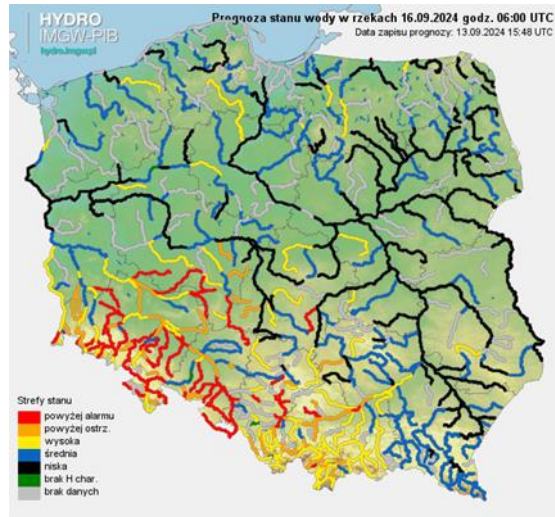 HYDRO
IMGW-PIB
hydro.imgw.pl
Prognoza stanu wody w rzekach 16.09.2024 godz. 06:00 UTC
Data zapisu prognozy: 13.09.2024 15:48 UTC
Strefy stanu
powyżej alarmu
powyżej ostrz.
wysoka
średnia
niska
brak H char.
brak danych